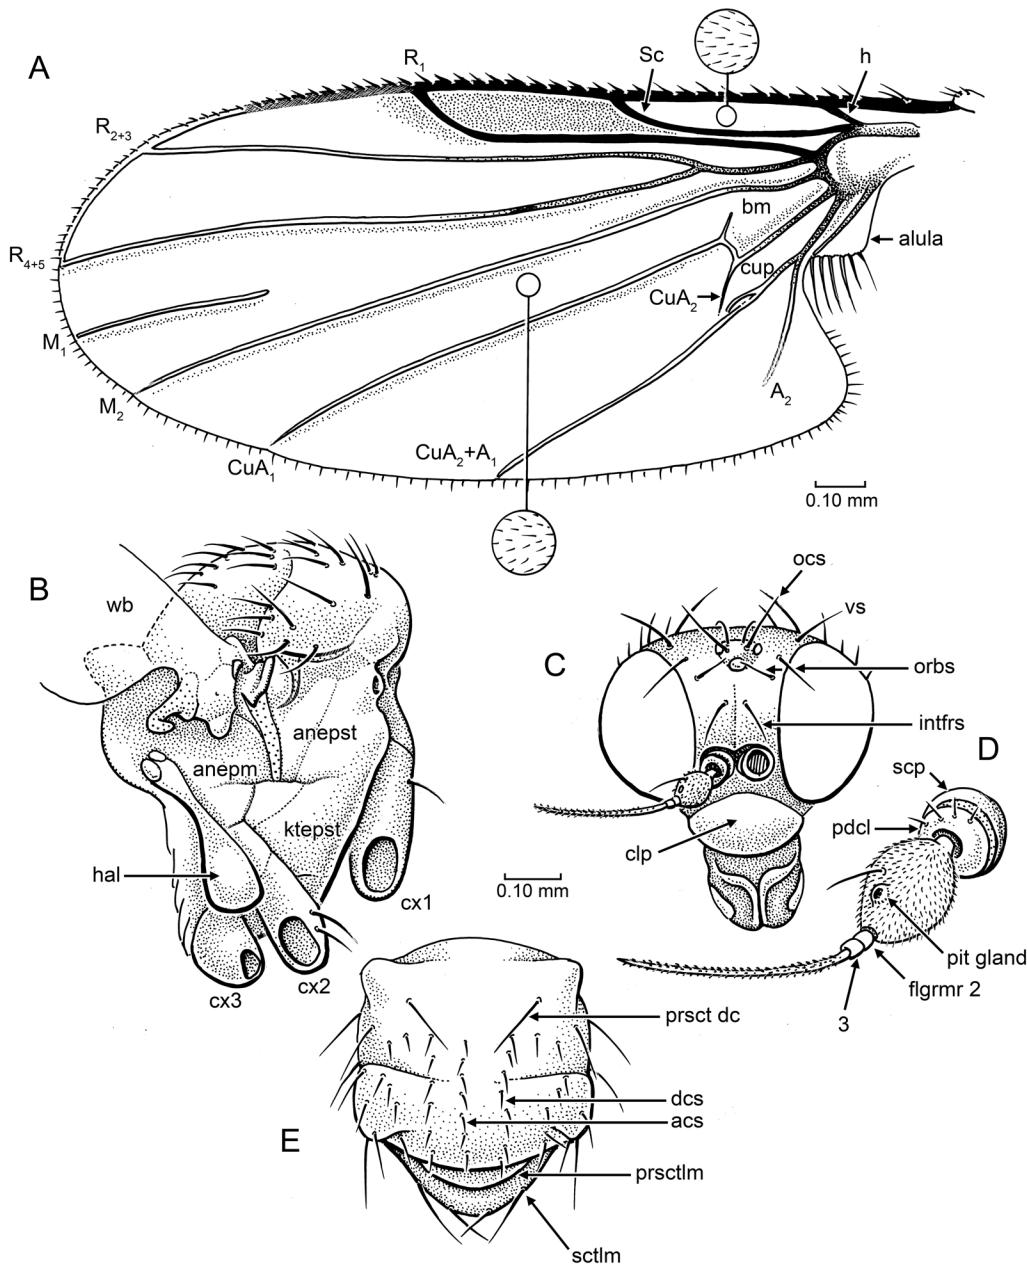 A
R1
Sc
h
R2+3
bm
alula
R4+5
cup
CuA2
M1
A2
M2
CuA1
CuA2+A1
0.10 mm
B
wb
anepst
anepm
ktepst
hal
cx1
cx2
cx3
0.10 mm
C
ocs
vs
orbs
intfrs
clp
D
scp
pdcl
pit gland
flgrmr 2
3
E
prsct dc
dcs
acs
prsctlm
sctlm